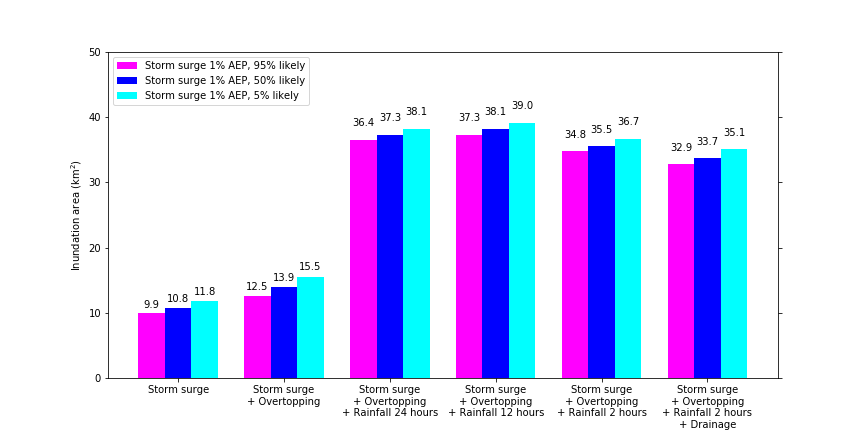 50
40
30
20
10
0
Inundation area (km²)
Storm surge 1% AEP, 95% likely
Storm surge 1% AEP, 50% likely
Storm surge 1% AEP, 5% likely
9.9 10.8 11.8
12.5 13.9 15.5
36.4 37.3 38.1
37.3 38.1 39.0
34.8 35.5 36.7
32.9 33.7 35.1
Storm surge
Storm surge
+ Overtopping
Storm surge
+ Overtopping
+ Rainfall 24 hours
Storm surge
+ Overtopping
+ Rainfall 12 hours
Storm surge
+ Overtopping
+ Rainfall 2 hours
Storm surge
+ Overtopping
+ Rainfall 2 hours
+ Drainage